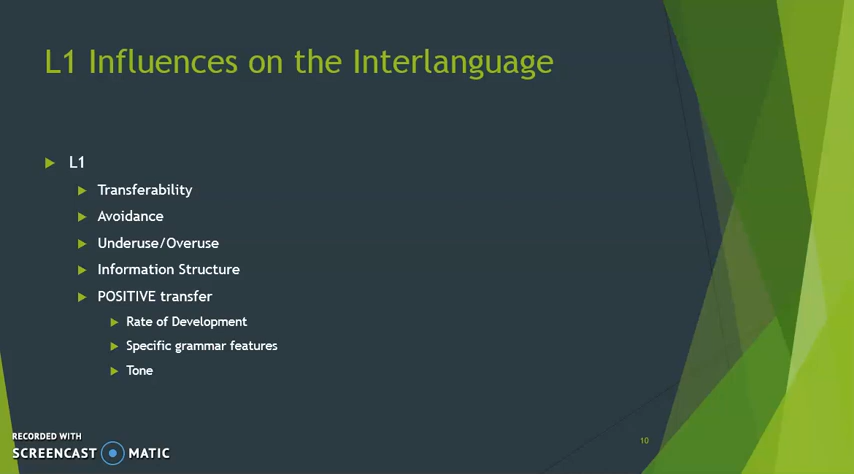 L1 Influences on the Interlanguage
L1
Transferability
Avoidance
Underuse/Overuse
Information Structure
POSITIVE transfer
Rate of Development
Specific grammar features
Tone
10
RECORDED WITH
SCREENCAST MATIC